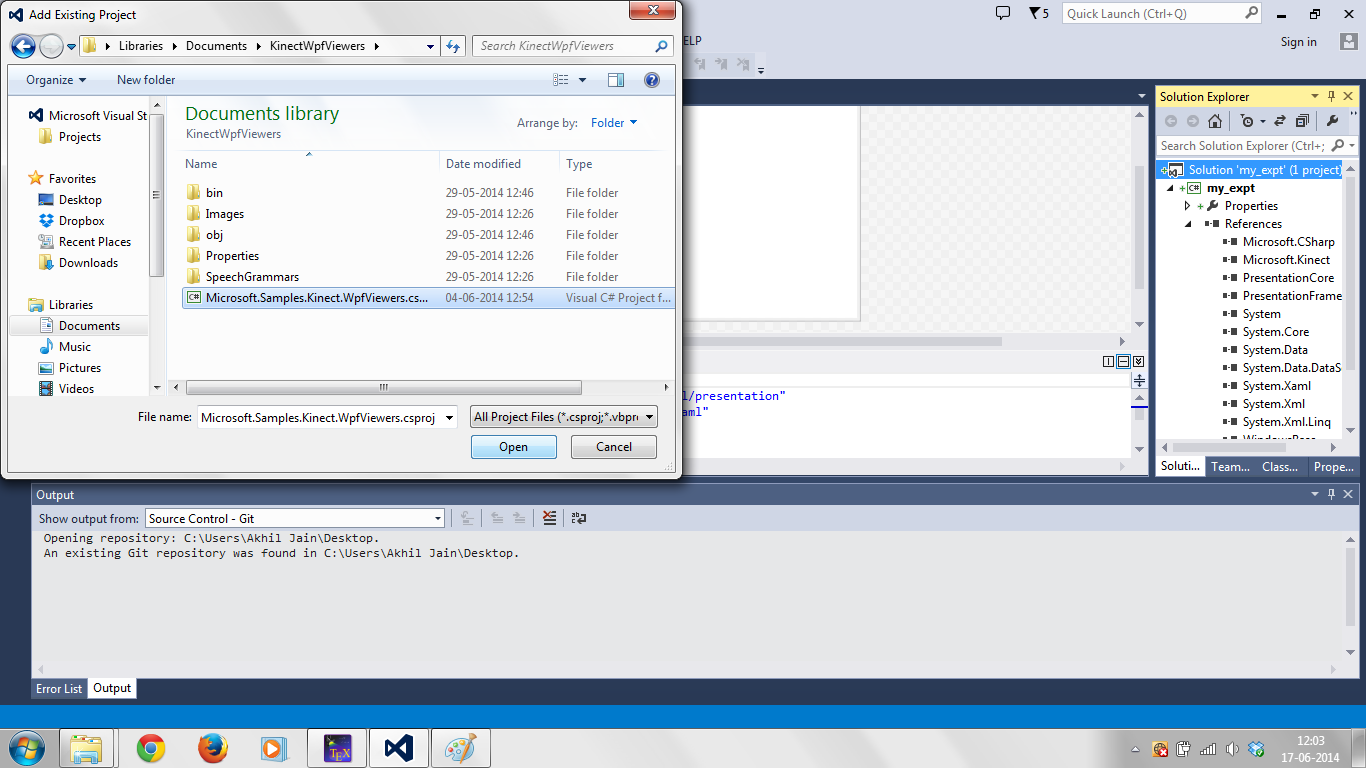 Add Existing Project
Libraries
Documents
KinectWpfViewers
Search KinectWpfViewers
Organize
New folder
Microsoft Visual St
Projects
Favorites
Desktop
Dropbox
Recent Places
Downloads
Libraries
Documents
Music
Pictures
Videos
Documents library
KinectWpfViewers
Arrange by:
Folder
Name
Date modified
Type
bin
29-05-2014 12:46
File folder
Images
29-05-2014 12:26
File folder
obj
29-05-2014 12:46
File folder
Properties
29-05-2014 12:26
File folder
SpeechGrammars
29-05-2014 12:26
File folder
C#
Microsoft.Samples.Kinect.WpfViewers.cs...
04-06-2014 12:54
Visual C# Project f...
File name:
Microsoft.Samples.Kinect.WpfViewers.csproj
All Project Files (*.csproj;*.vbpr
Open
Cancel
5
Quick Launch (Ctrl+Q)
ELP
Sign in
l/presentation"
aml"
Solution Explorer
Search Solution Explorer (Ctrl+;
Solution 'my_expt' (1 project)
C#
my_expt
Properties
References
Microsoft.CSharp
Microsoft.Kinect
PresentationCore
PresentationFrame
System
System.Core
System.Data
System.Data.DataS
System.Xaml
System.Xml
System.Xml.Linq
Soluti...
Team...
Class...
Prope...
Output
Show output from:
Source Control - Git
Opening repository: C:\Users\Akhil Jain\Desktop.
An existing Git repository was found in C:\Users\Akhil Jain\Desktop.
Error List
Output
TEX
12:03
17-06-2014